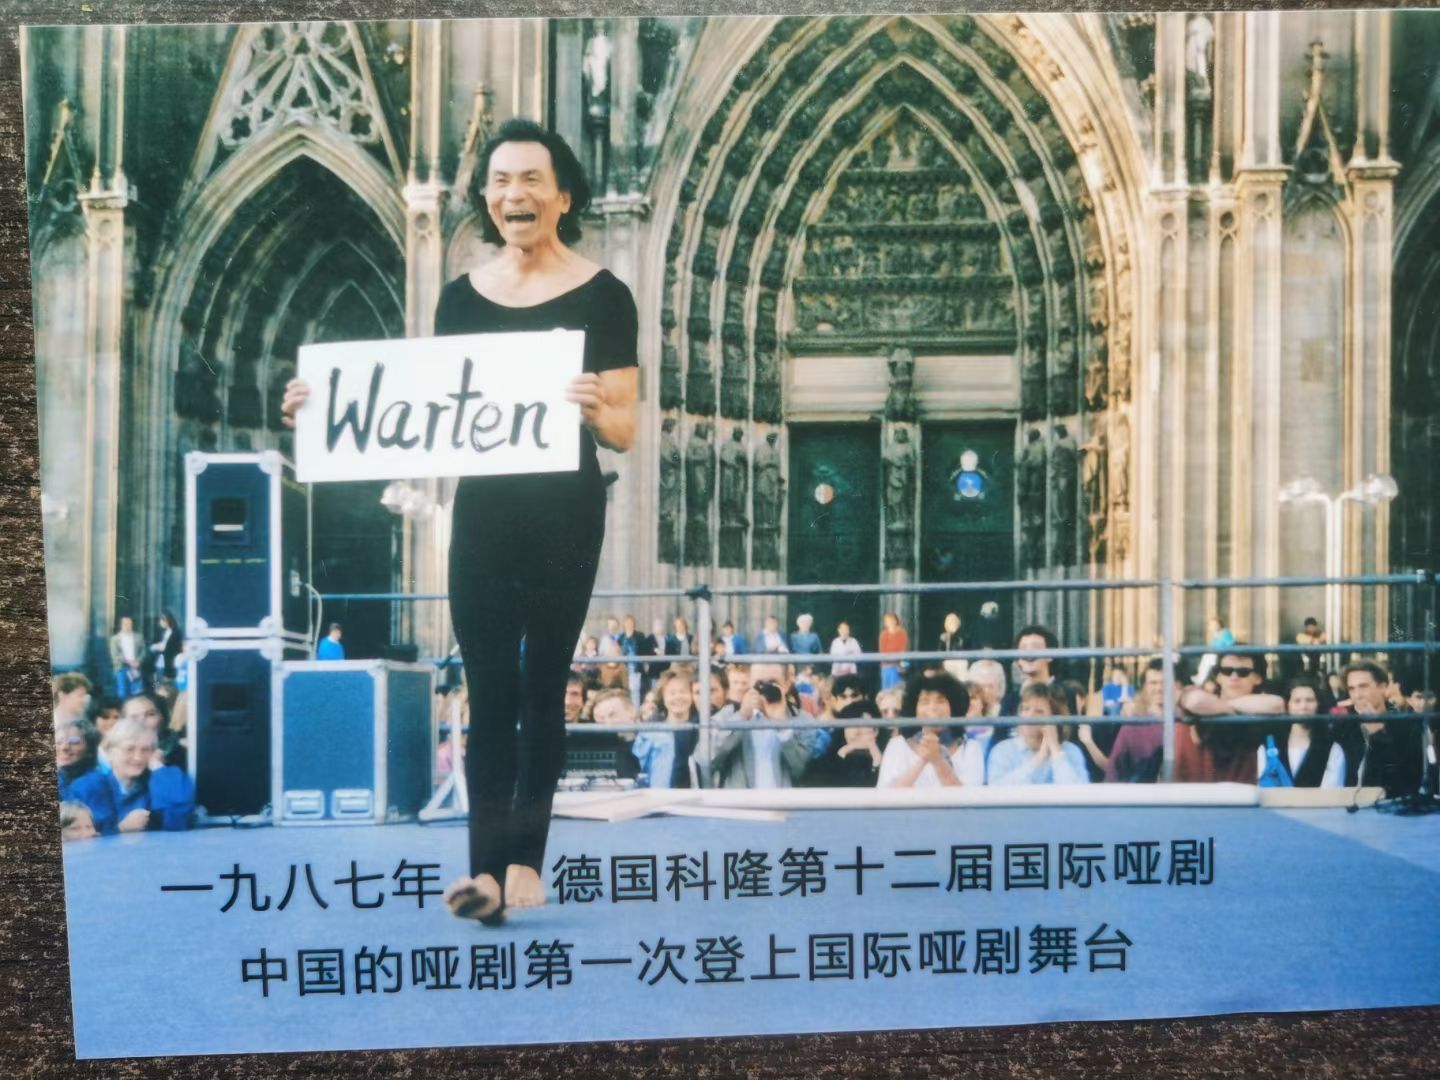 Warten
一九八七年 德国科隆第十二届国际哑剧
中国的哑剧第一次登上国际哑剧舞台